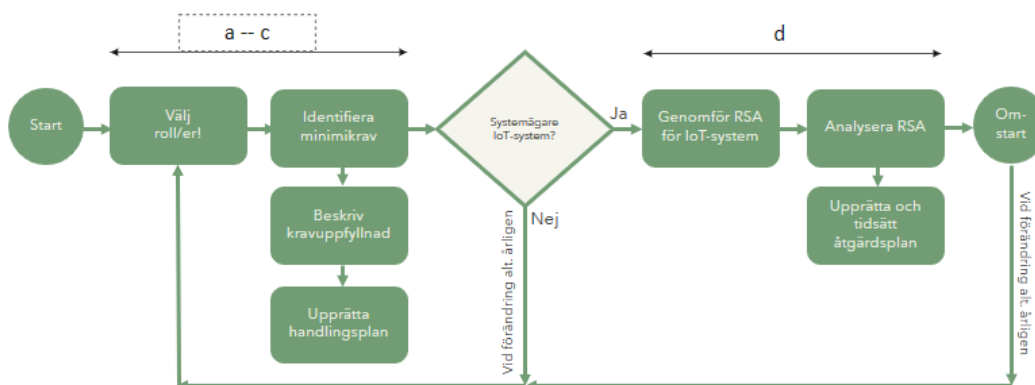 a -- c
d
Start
Välj
roll/er!
Identifiera
minimikrav
Systemägare
IoT-system?
Ja
Genomför RSA
för IoT-system
Analysera RSA
Om-
start
Beskriv
kravuppfyllnad
Nej
Upprätta och
tidsätt
åtgärdsplan
Upprätta
handlingsplan
Vid förändring alt. årligen
Vid förändring alt. årligen